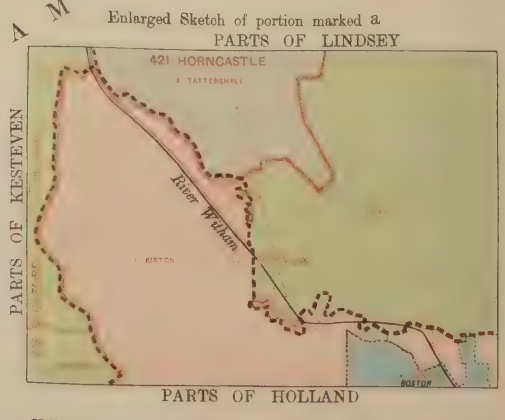 A M
Enlarged Sketch of portion marked a
PARTS OF LINDSEY
421 HORNCASTLE
2 TATTERSHALL
PARTS OF KESTEVEN
River Witham
KIRTON
BOSTON
PARTS OF HOLLAND